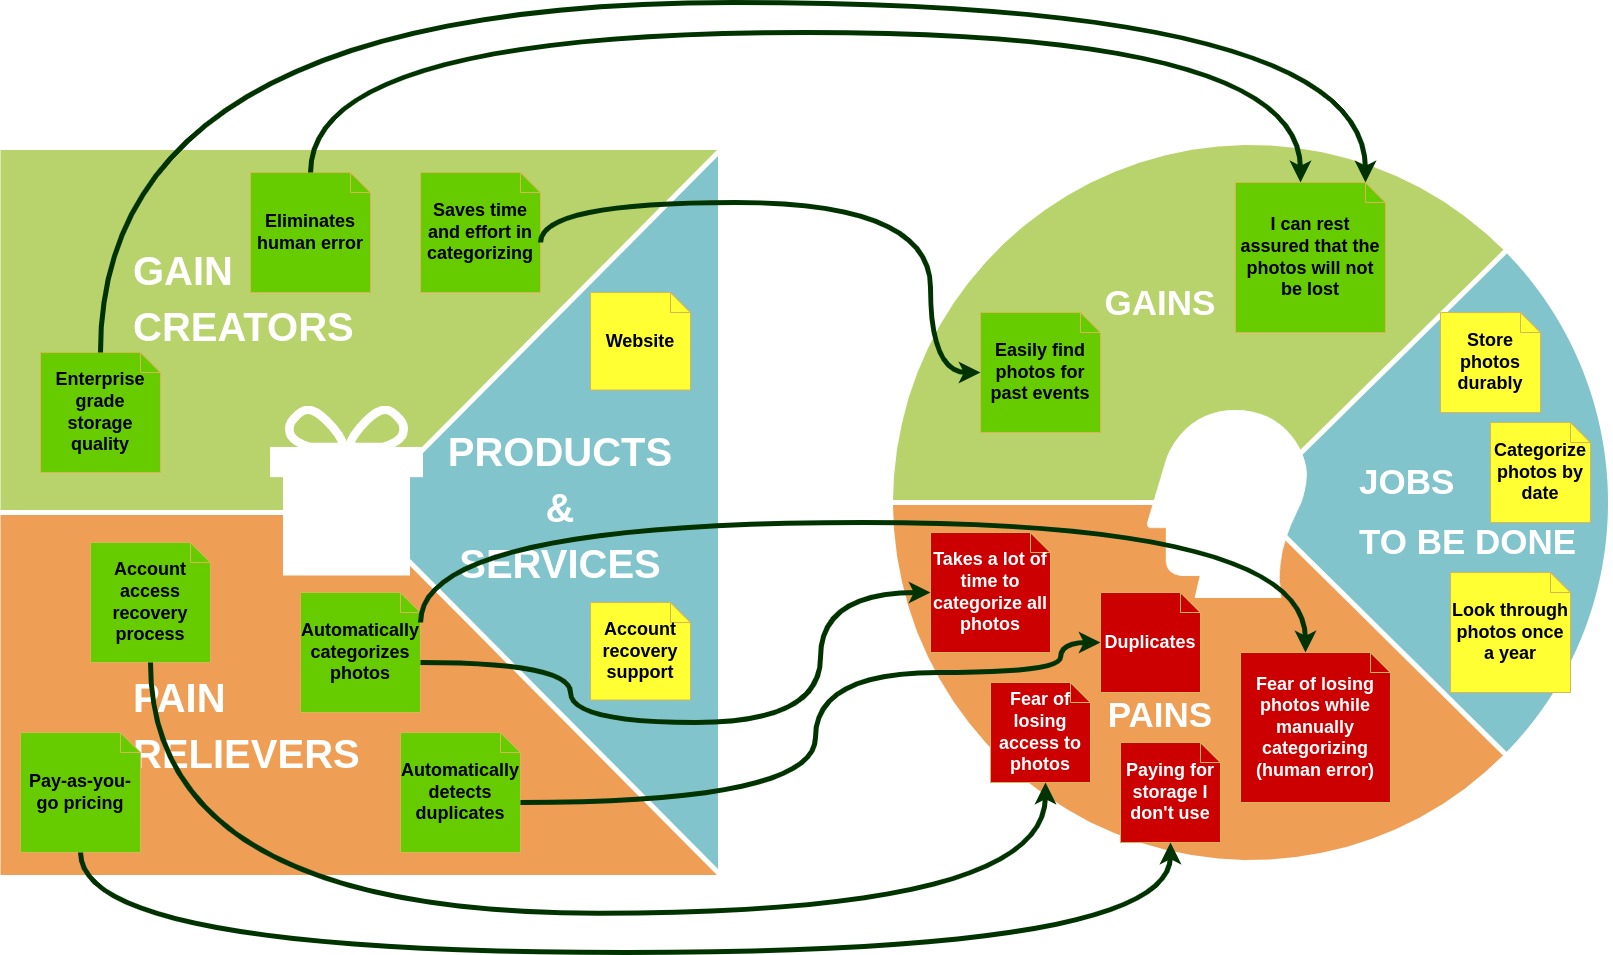 GAIN
CREATORS
Eliminates
human error
Saves time
and effort in
categorizing
Enterprise
grade
storage
quality
Website
PRODUCTS
&
SERVICES
Account
recovery
support
Account
access
recovery
process
Automatically
categorizes
photos
PAIN
RELIEVERS
Pay-as-you-
go pricing
Automatically
detects
duplicates
GAINS
I can rest
assured that the
photos will not
be lost
Easily find
photos for
past events
Store
photos
durably
Categorize
photos by
date
JOBS
TO BE DONE
Look through
photos once
a year
Takes a lot of
time to
categorize all
photos
Duplicates
Fear of
losing
access to
photos
PAINS
Paying for
storage I
don't use
Fear of losing
photos while
manually
categorizing
(human error)